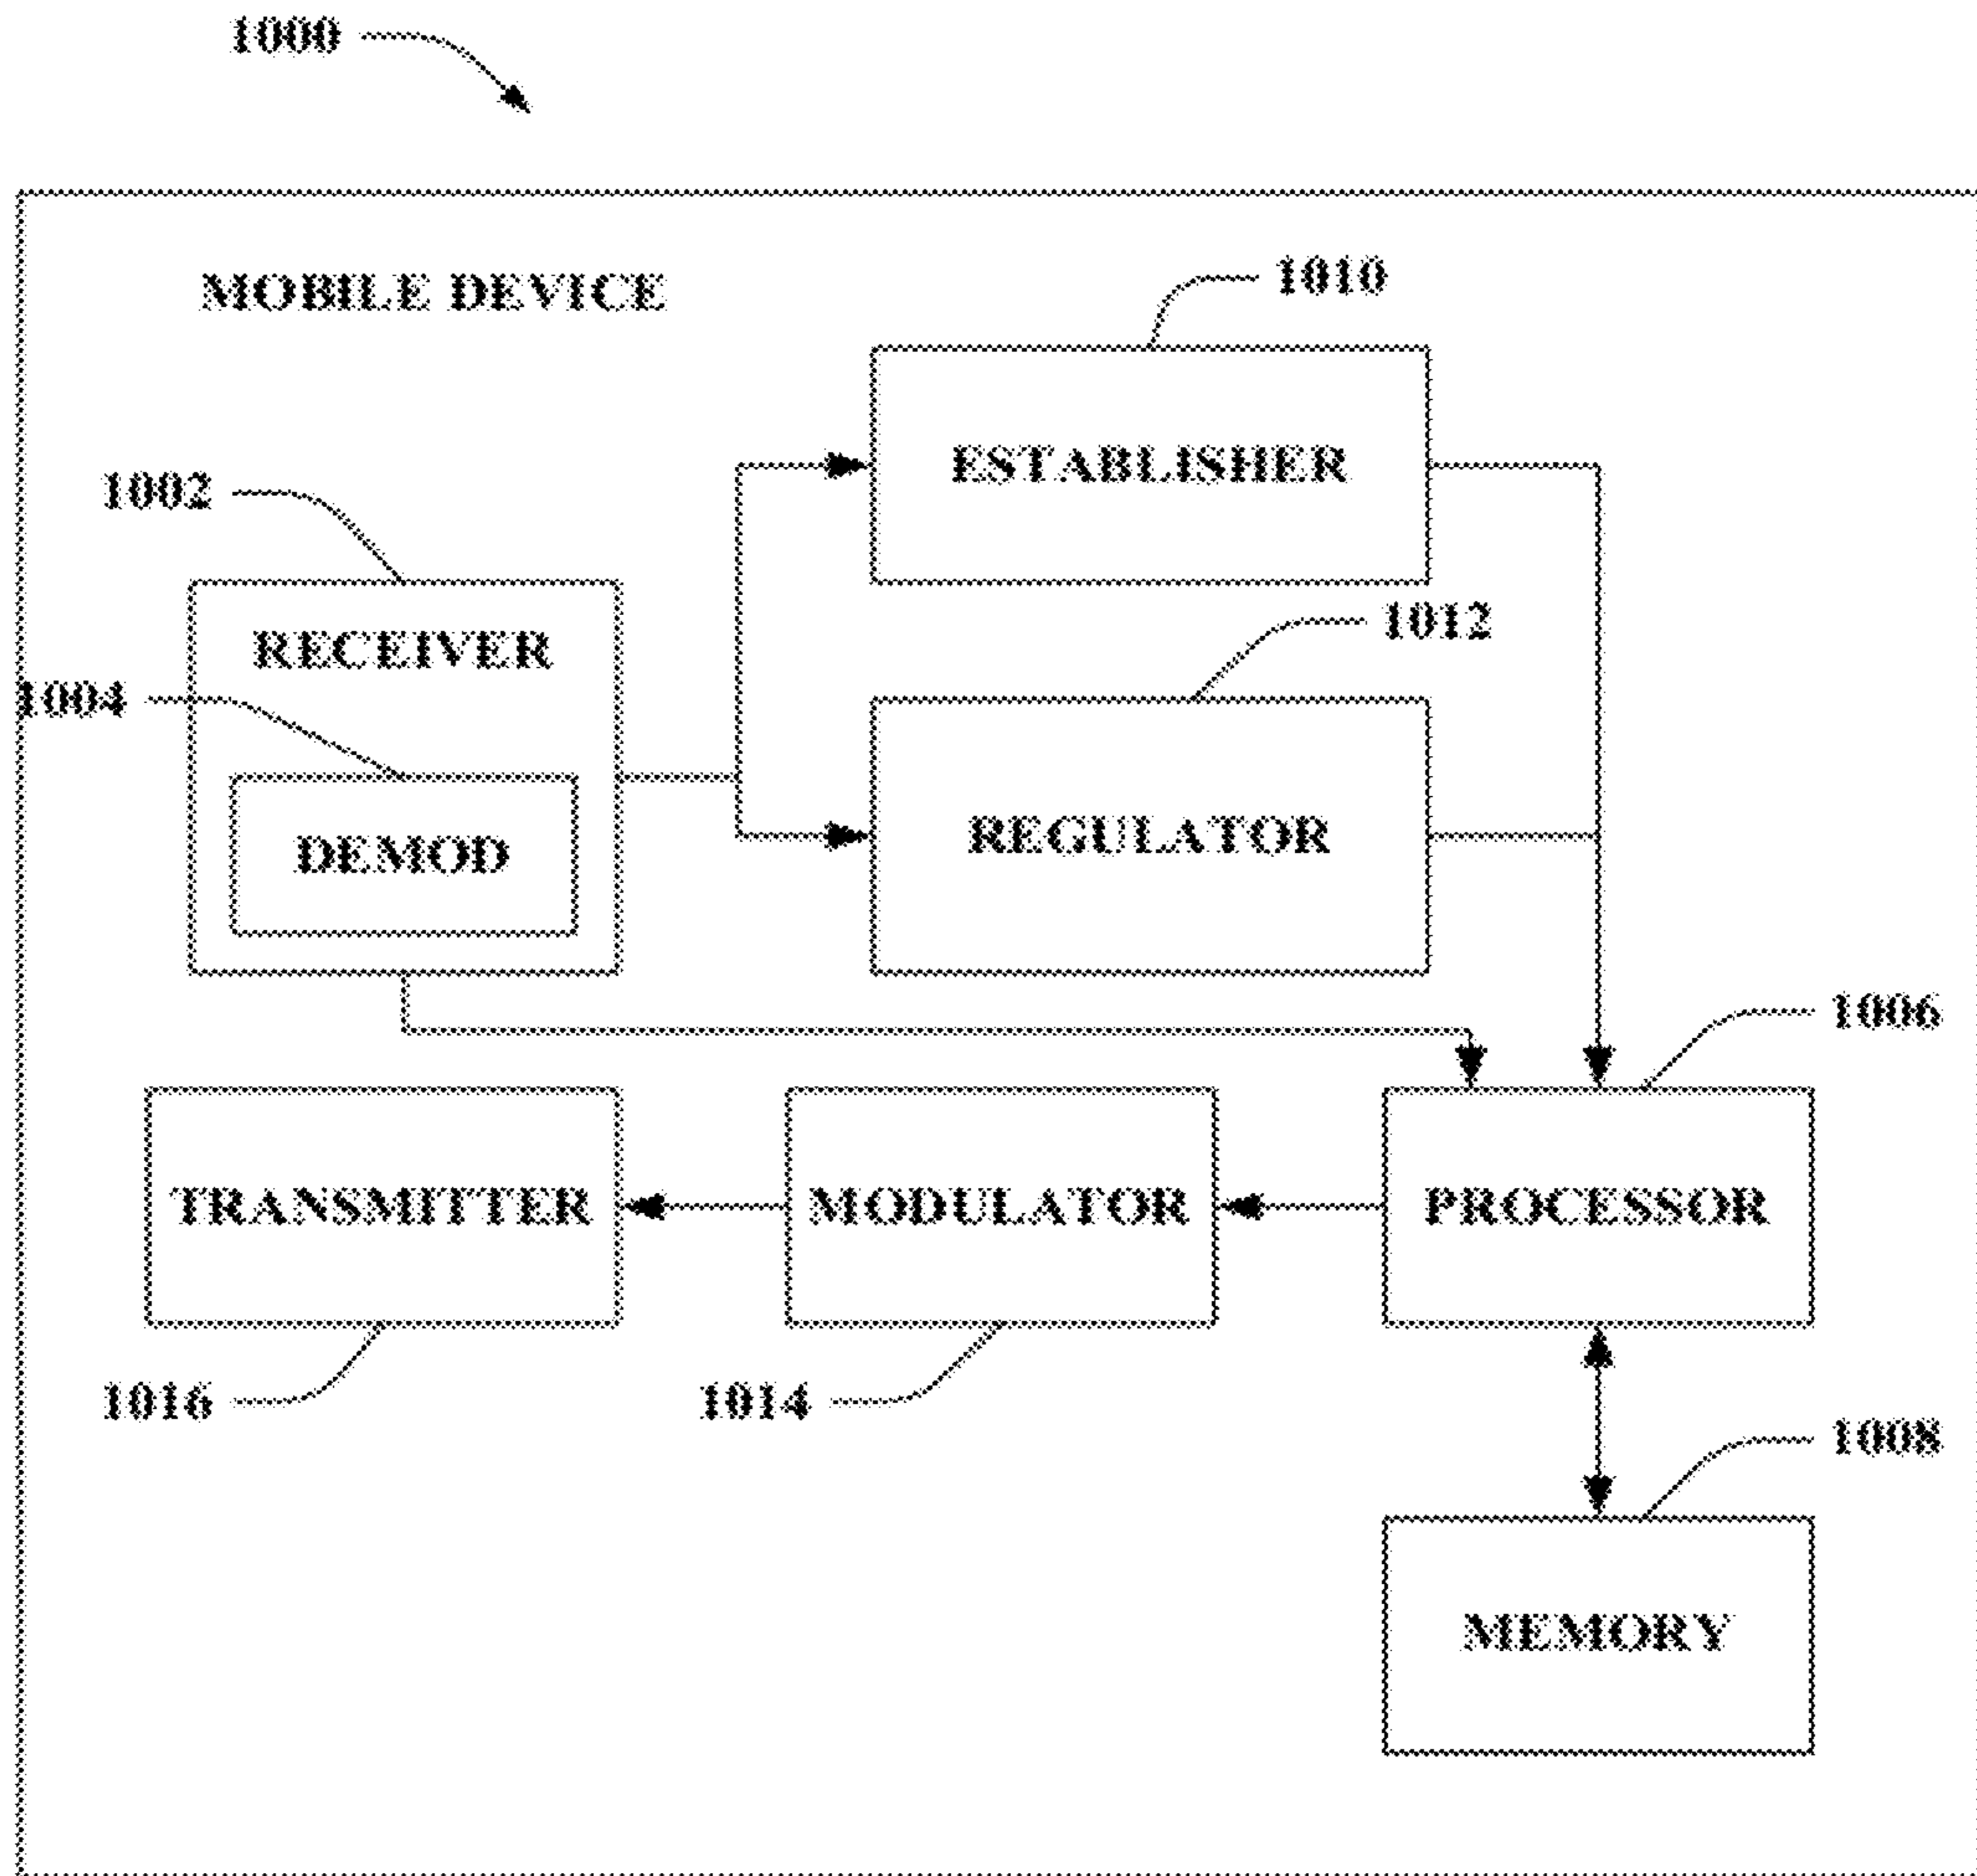 1000
MOBILE DEVICE
1010
ESTABLISHER
1002
1012
RECEIVER
1004
REGULATOR
DEMOD
1006
TRANSMITTER
MODULATOR
PROCESSOR
1016
1014
1008
MEMORY